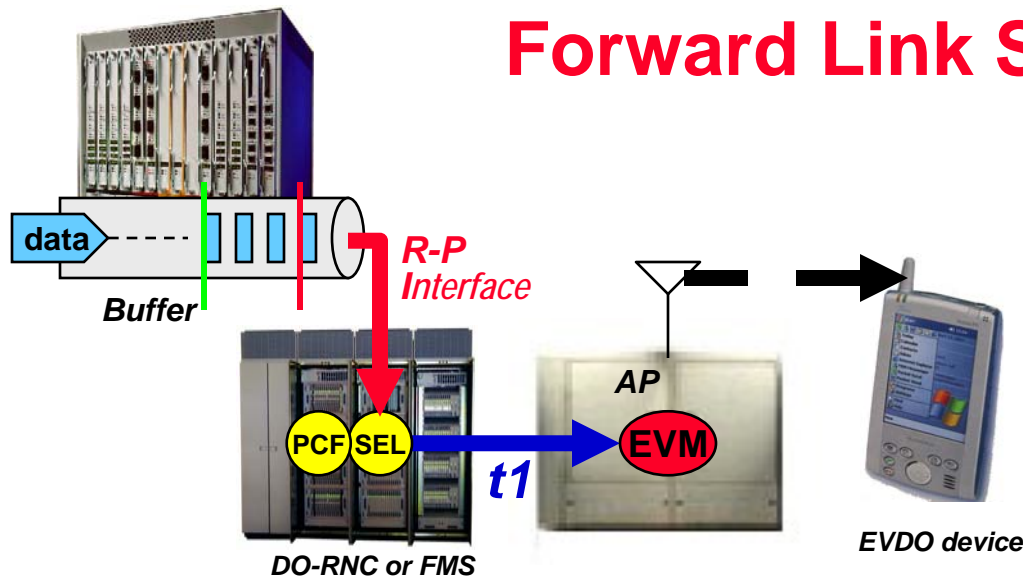 Forward Link S
data
Buffer
R-P
Interface
AP
PCF
SEL
t1
EVM
DO-RNC or FMS
EVDO device